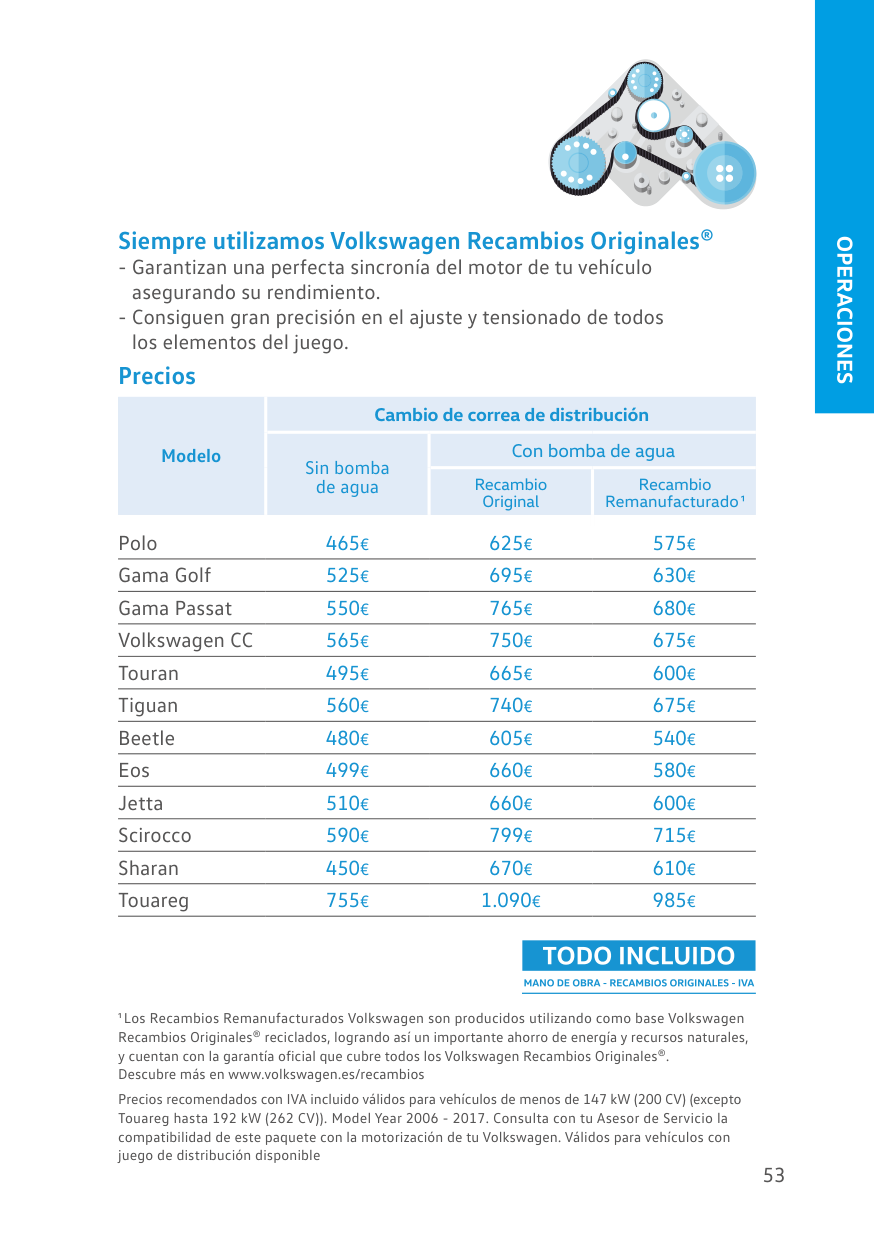 OPERACIONES
Siempre utilizamos Volkswagen Recambios Originales®
- Garantizan una perfecta sincronía del motor de tu vehículo
asegurando su rendimiento.
- Consiguen gran precisión en el ajuste y tensionado de todos
los elementos del juego.
Precios
Modelo
Cambio de correa de distribución
Sin bomba
de agua
Con bomba de agua
Recambio
Original
Recambio
Remanufacturado¹
Polo 465€ 625€ 575€
Gama Golf 525€ 695€ 630€
Gama Passat 550€ 765€ 680€
Volkswagen CC 565€ 750€ 675€
Touran 495€ 665€ 600€
Tiguan 560€ 740€ 675€
Beetle 480€ 605€ 540€
Eos 499€ 660€ 580€
Jetta 510€ 660€ 600€
Scirocco 590€ 799€ 715€
Sharan 450€ 670€ 610€
Touareg 755€ 1.090€ 985€
TODO INCLUIDO
MANO DE OBRA - RECAMBIOS ORIGINALES - IVA
¹ Los Recambios Remanufacturados Volkswagen son producidos utilizando como base Volkswagen
Recambios Originales® reciclados, logrando así un importante ahorro de energía y recursos naturales,
y cuentan con la garantía oficial que cubre todos los Volkswagen Recambios Originales®.
Descubre más en www.volkswagen.es/recambios
Precios recomendados con IVA incluido válidos para vehículos de menos de 147 kW (200 CV) (excepto
Touareg hasta 192 kW (262 CV)). Model Year 2006 - 2017. Consulta con tu Asesor de Servicio la
compatibilidad de este paquete con la motorización de tu Volkswagen. Válidos para vehículos con
juego de distribución disponible
53